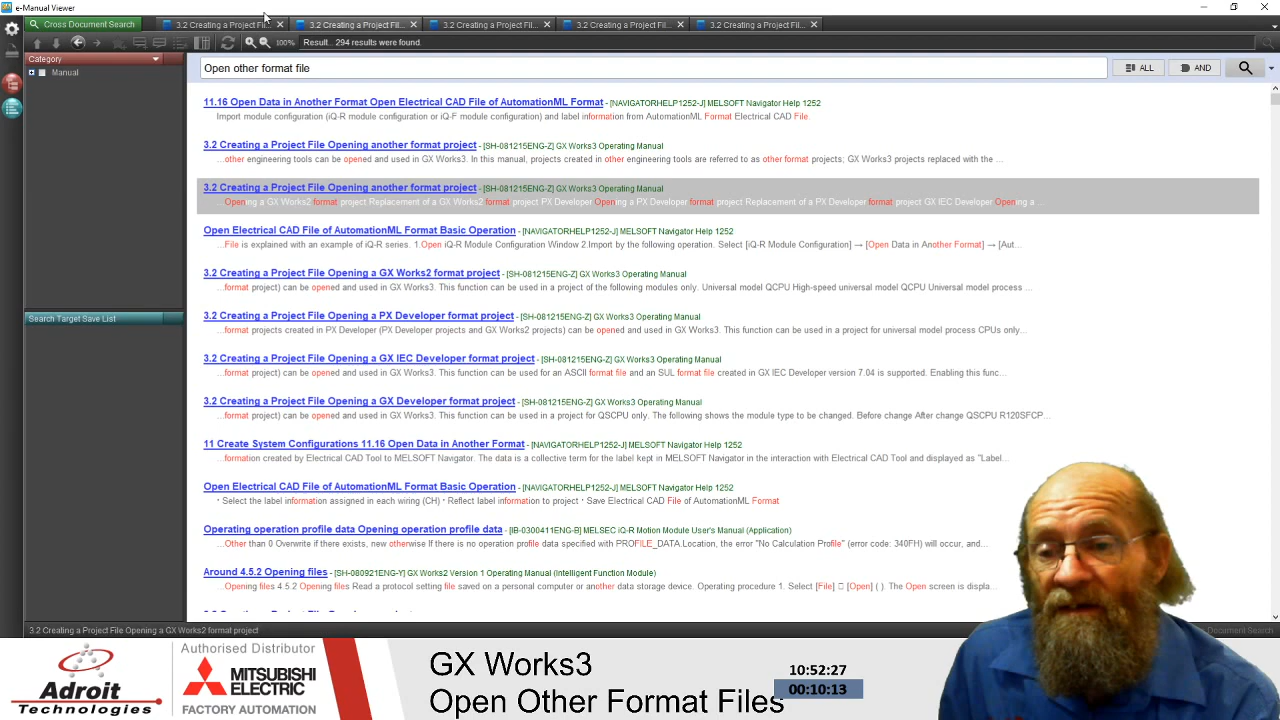 e-Manual Viewer
Cross Document Search
3.2 Creating a Project Fil...
3.2 Creating a Project Fil...
3.2 Creating a Project Fil...
3.2 Creating a Project Fil...
3.2 Creating a Project Fil...
100%
Result... 294 results were found.
Category
Manual
Search Target Save List
Open other format file
ALL
AND
11.16 Open Data in Another Format Open Electrical CAD File of AutomationML Format - [NAVIGATORHELP1252-J] MELSOFT Navigator Help 1252
Import module configuration (iQ-R module configuration or iQ-F module configuration) and label information from AutomationML Format Electrical CAD File.
3.2 Creating a Project File Opening another format project - [SH-081215ENG-Z] GX Works3 Operating Manual
...other engineering tools can be opened and used in GX Works3. In this manual, projects created in other engineering tools are referred to as other format projects; GX Works3 projects replaced with the ...
3.2 Creating a Project File Opening another format project - [SH-081215ENG-Z] GX Works3 Operating Manual
...Opening a GX Works2 format project Replacement of a GX Works2 format project PX Developer Opening a PX Developer format project Replacement of a PX Developer format project GX IEC Developer Opening a ...
Open Electrical CAD File of AutomationML Format Basic Operation - [NAVIGATORHELP1252-J] MELSOFT Navigator Help 1252
...File is explained with an example of iQ-R series. 1.Open iQ-R Module Configuration Window 2.Import by the following operation. Select [iQ-R Module Configuration] → [Open Data in Another Format] → [Aut...
3.2 Creating a Project File Opening a GX Works2 format project - [SH-081215ENG-Z] GX Works3 Operating Manual
...format project) can be opened and used in GX Works3. This function can be used in a project of the following modules only. Universal model QCPU High-speed universal model QCPU Universal model process ...
3.2 Creating a Project File Opening a PX Developer format project - [SH-081215ENG-Z] GX Works3 Operating Manual
...format projects created in PX Developer (PX Developer projects and GX Works2 projects) can be opened and used in GX Works3. This function can be used in a project for universal model process CPUs only...
3.2 Creating a Project File Opening a GX IEC Developer format project - [SH-081215ENG-Z] GX Works3 Operating Manual
...format project) can be opened and used in GX Works3. This function can be used for an ASCII format file and an SUL format file created in GX IEC Developer version 7.04 is supported. Enabling this func...
3.2 Creating a Project File Opening a GX Developer format project - [SH-081215ENG-Z] GX Works3 Operating Manual
...format project) can be opened and used in GX Works3. This function can be used in a project for QSCPU only. The following shows the module type to be changed. Before change After change QSCPU R120SFCP...
11 Create System Configurations 11.16 Open Data in Another Format - [NAVIGATORHELP1252-J] MELSOFT Navigator Help 1252
...formation created by Electrical CAD Tool to MELSOFT Navigator. The data is a collective term for the label kept in MELSOFT Navigator in the interaction with Electrical CAD Tool and displayed as "Label...
Open Electrical CAD File of AutomationML Format Basic Operation - [NAVIGATORHELP1252-J] MELSOFT Navigator Help 1252
・Select the label information assigned in each wiring (CH)・Reflect label information to project・Save Electrical CAD File of AutomationML Format
Operating operation profile data Opening operation profile data - [IB-0300411ENG-B] MELSEC iQ-R Motion Module User's Manual (Application)
...Other than 0 Overwrite if there exists, new otherwise If there is no operation profile data specified with PROFILE_DATA.Location, the error "No Calculation Profile" (error code: 340FH) will occur, and...
Around 4.5.2 Opening files - [SH-080921ENG-Y] GX Works2 Version 1 Operating Manual (Intelligent Function Module)
...Opening files 4.5.2 Opening files Read a protocol setting file saved on a personal computer or another data storage device. Operating procedure 1. Select [File] □ [Open] ( ). The Open screen is displa...
3.2 Creating a Project File Opening a GX Works2 format project
Document Search
Adroit
Technologies
Authorised Distributor
MITSUBISHI
ELECTRIC
FACTORY AUTOMATION
GX Works3
Open Other Format Files
10:52:27
00:10:13